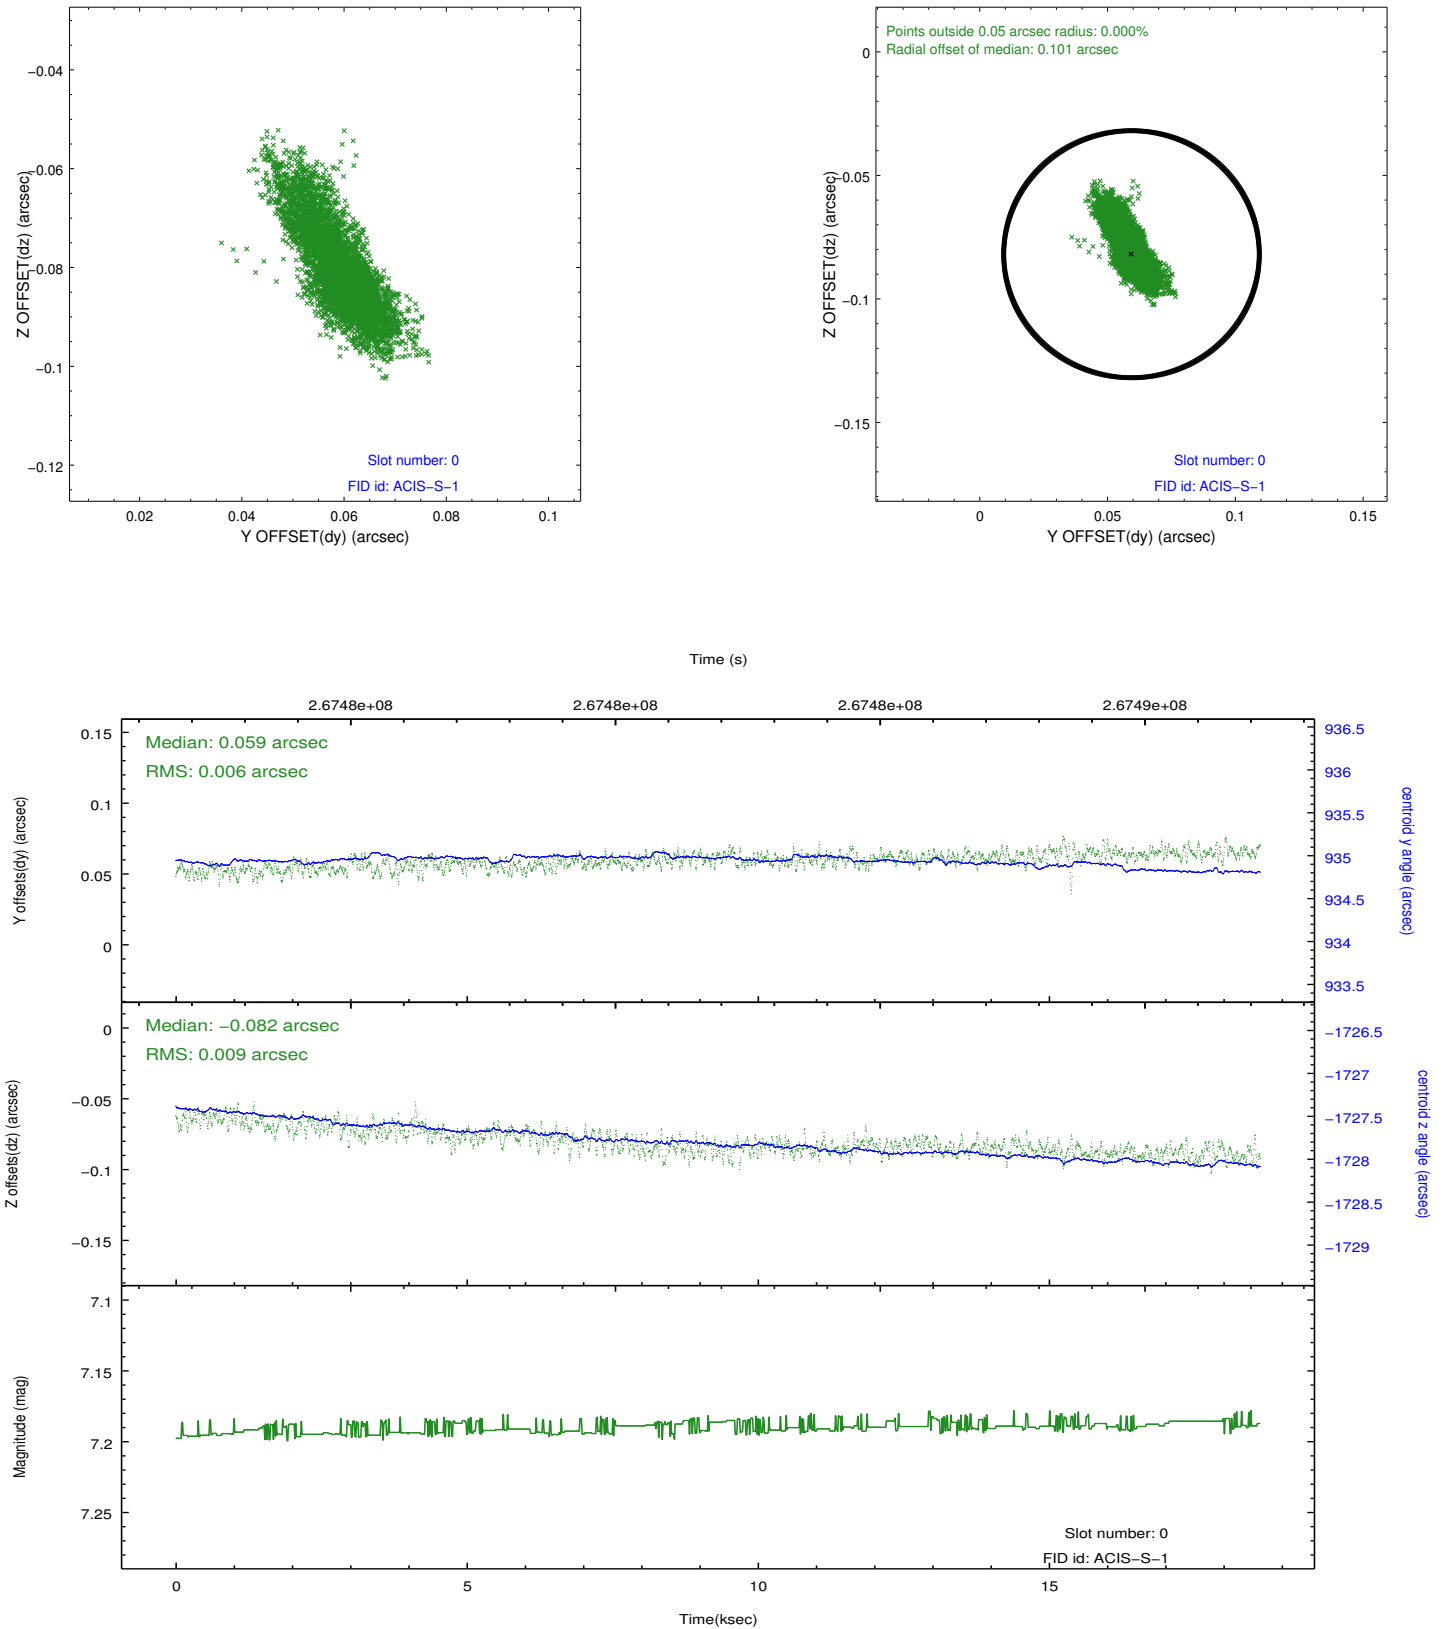 −0.04
−0.06
−0.08
−0.1
−0.12
Z OFFSET(dz) (arcsec)
Slot number: 0
FID id: ACIS−S−1
0.02 0.04 0.06 0.08 0.1
Y OFFSET(dy) (arcsec)
Points outside 0.05 arcsec radius: 0.000%
Radial offset of median: 0.101 arcsec
0
−0.05
−0.1
−0.15
Z OFFSET(dz) (arcsec)
Slot number: 0
FID id: ACIS−S−1
0 0.05 0.1 0.15
Y OFFSET(dy) (arcsec)
Time (s)
2.6748e+08 2.6748e+08 2.6748e+08 2.6749e+08
Median: 0.059 arcsec
RMS: 0.006 arcsec
0.15
0.1
0.05
0
Y offsets(dy) (arcsec)
936.5
936
935.5
935
934.5
934
933.5
centroid y angle (arcsec)
Median: −0.082 arcsec
RMS: 0.009 arcsec
0
−0.05
−0.1
−0.15
Z offsets(dz) (arcsec)
−1726.5
−1727
−1727.5
−1728
−1728.5
−1729
centroid z angle (arcsec)
7.1
7.15
7.2
7.25
Magnitude (mag)
Slot number: 0
FID id: ACIS−S−1
0 5 10 15
Time(ksec)